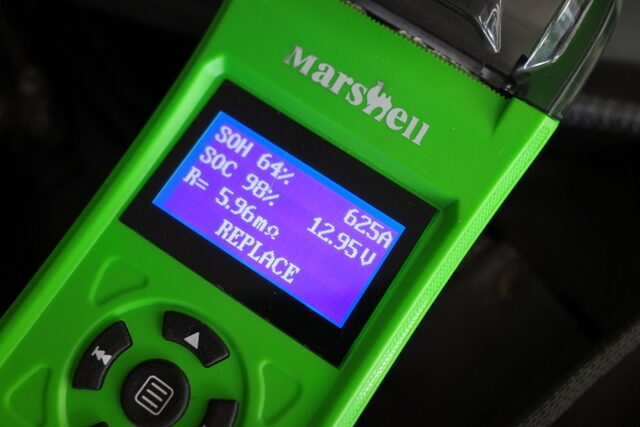 Marshell
SOH 64% 625A
SOC 98% 12.95V
R= 5.96mΩ
REPLACE